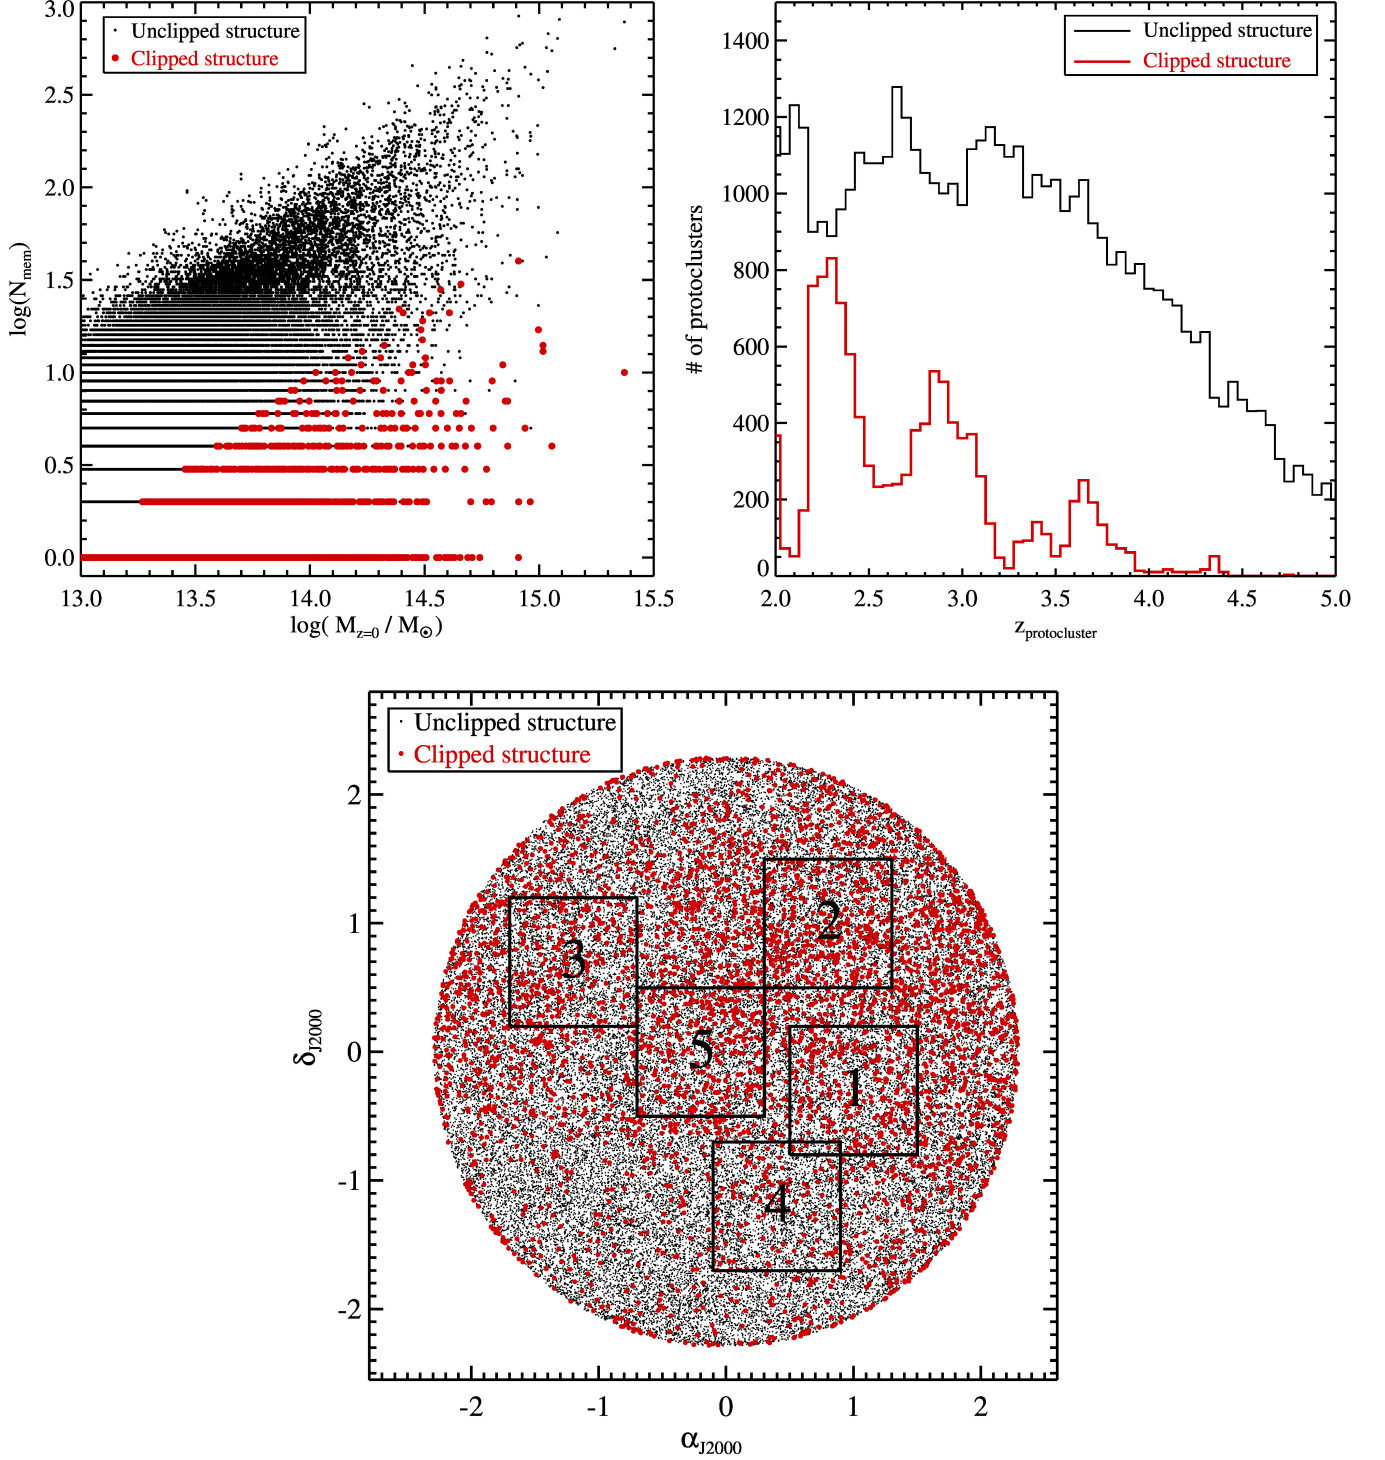 3.0
2.5
2.0
1.5
1.0
0.5
0.0
log(N_mem)
Unclipped structure
Clipped structure
13.0 13.5 14.0 14.5 15.0 15.5
log( M_z=0 / M_⊙)
1400
1200
1000
800
600
400
200
0
# of protoclusters
Unclipped structure
Clipped structure
2.0 2.5 3.0 3.5 4.0 4.5 5.0
z_protocluster
Unclipped structure
Clipped structure
2
1
0
-1
-2
δ_J2000
2
3
5
1
4
-2 -1 0 1 2
α_J2000